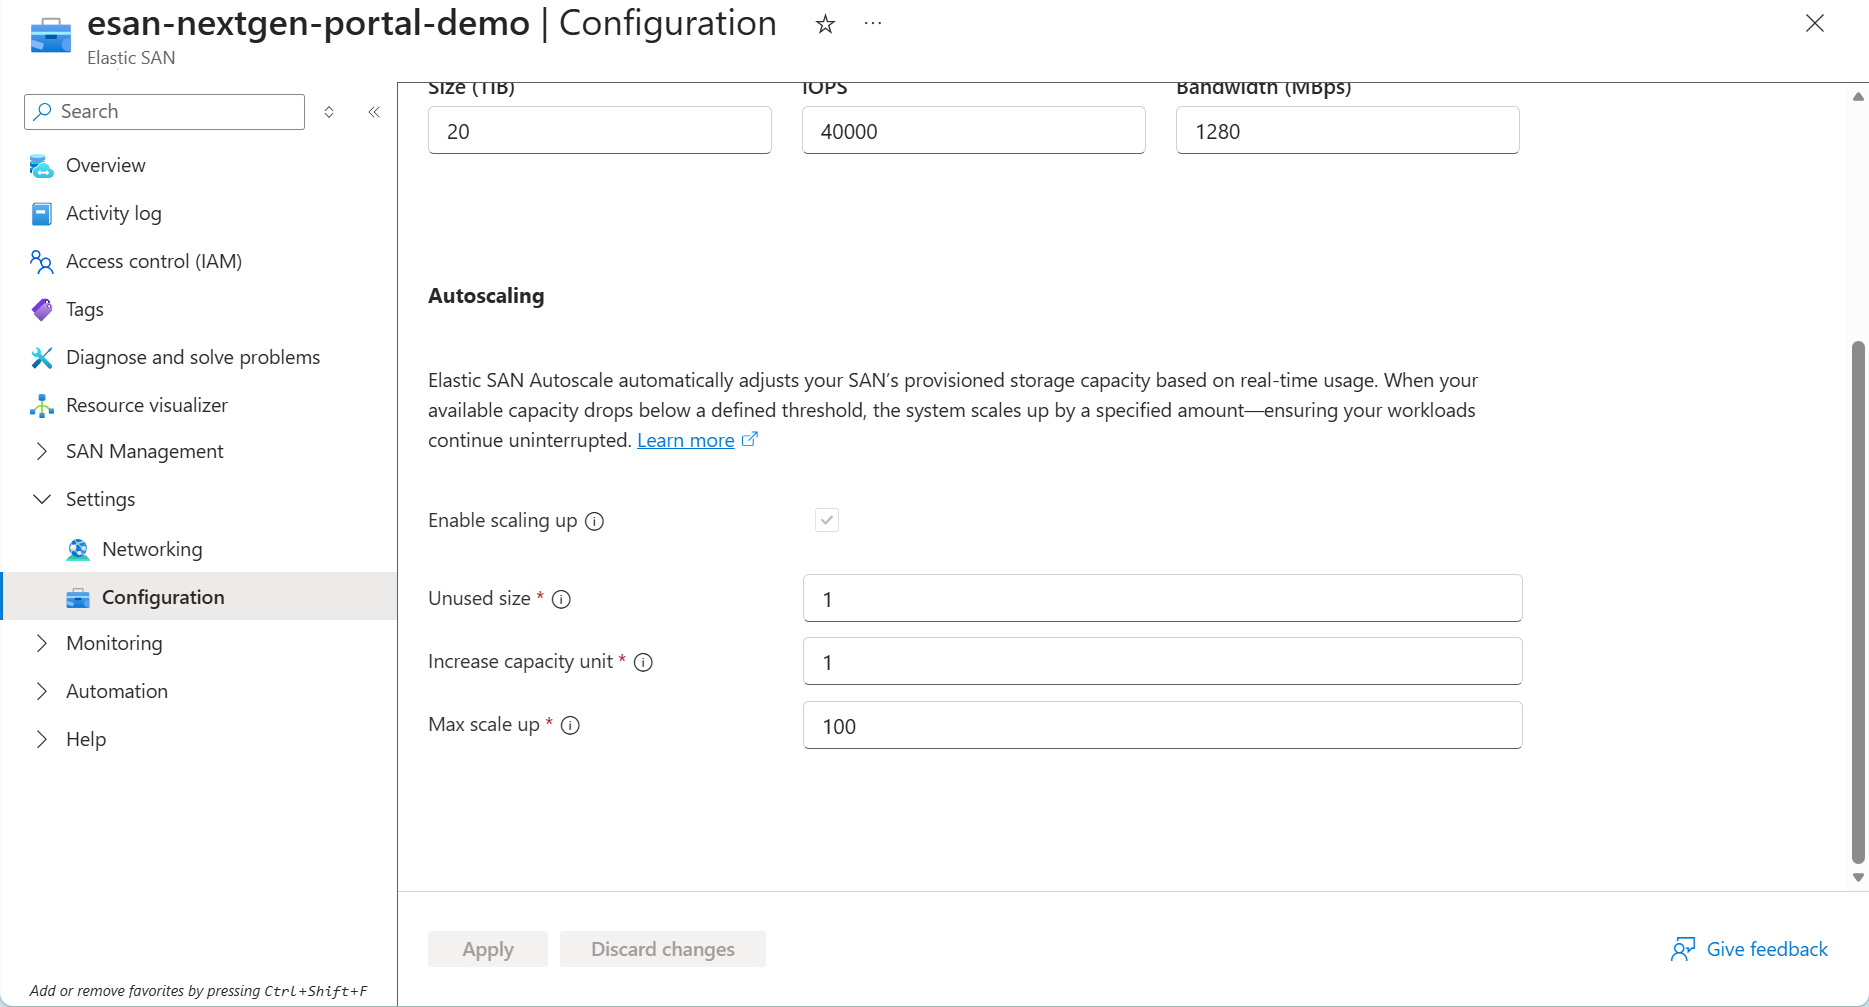 esan-nextgen-portal-demo | Configuration
Elastic SAN
Search
Overview
Activity log
Access control (IAM)
Tags
Diagnose and solve problems
Resource visualizer
SAN Management
Settings
Networking
Configuration
Monitoring
Automation
Help
Add or remove favorites by pressing Ctrl+Shift+F
Size (TiB) IOPS Bandwidth (MBps)
20 40000 1280
Autoscaling
Elastic SAN Autoscale automatically adjusts your SAN’s provisioned storage capacity based on real-time usage. When your
available capacity drops below a defined threshold, the system scales up by a specified amount—ensuring your workloads
continue uninterrupted. Learn more
Enable scaling up
Unused size * 1
Increase capacity unit * 1
Max scale up * 100
Apply Discard changes Give feedback